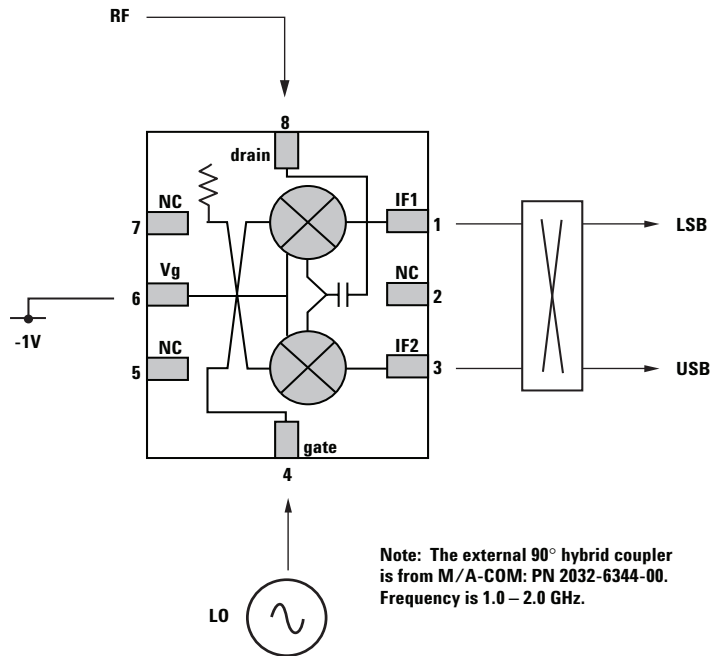 RF
8
drain
NC
7
IF1
1
LSB
Vg
6
NC
2
-1V
NC
5
IF2
3
USB
gate
4
LO
Note: The external 90° hybrid coupler
is from M/A-COM: PN 2032-6344-00.
Frequency is 1.0 – 2.0 GHz.